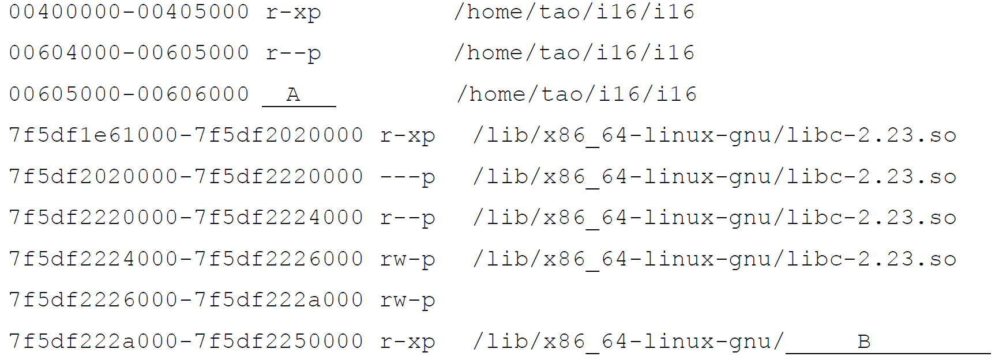 00400000-00405000 r-xp /home/tao/i16/i16
00604000-00605000 r--p /home/tao/i16/i16
00605000-00606000 A /home/tao/i16/i16
7f5df1e61000-7f5df2020000 r-xp /lib/x86_64-linux-gnu/libc-2.23.so
7f5df2020000-7f5df2220000 ---p /lib/x86_64-linux-gnu/libc-2.23.so
7f5df2220000-7f5df2224000 r--p /lib/x86_64-linux-gnu/libc-2.23.so
7f5df2224000-7f5df2226000 rw-p /lib/x86_64-linux-gnu/libc-2.23.so
7f5df2226000-7f5df222a000 rw-p
7f5df222a000-7f5df2250000 r-xp /lib/x86_64-linux-gnu/ B